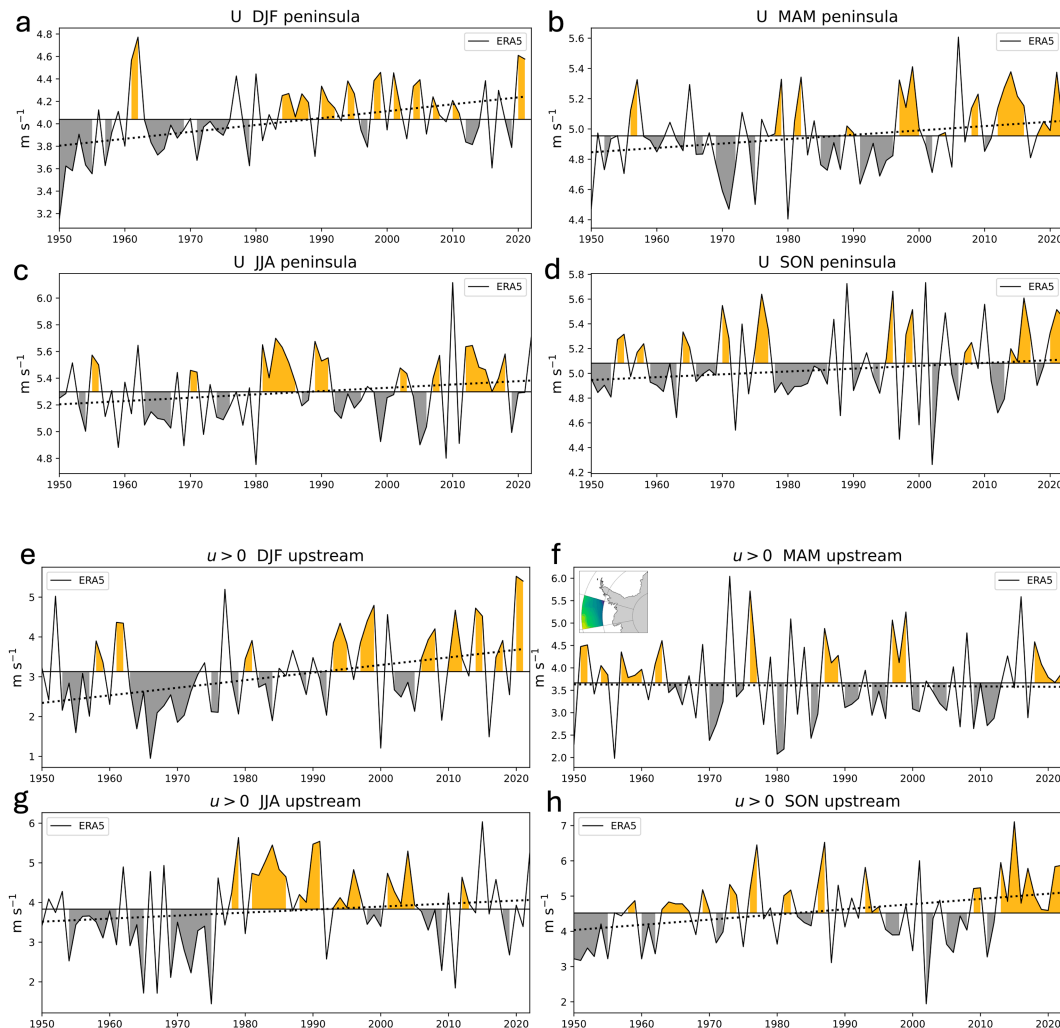 a
U DJF peninsula
ERA5
m s⁻¹
4.8
4.6
4.4
4.2
4.0
3.8
3.6
3.4
3.2
1950 1960 1970 1980 1990 2000 2010 2020
b
U MAM peninsula
ERA5
m s⁻¹
5.6
5.4
5.2
5.0
4.8
4.6
4.4
1950 1960 1970 1980 1990 2000 2010 2020
c
U JJA peninsula
ERA5
m s⁻¹
6.0
5.8
5.6
5.4
5.2
5.0
4.8
1950 1960 1970 1980 1990 2000 2010 2020
d
U SON peninsula
ERA5
m s⁻¹
5.8
5.6
5.4
5.2
5.0
4.8
4.6
4.4
4.2
1950 1960 1970 1980 1990 2000 2010 2020
e
u > 0 DJF upstream
ERA5
m s⁻¹
5
4
3
2
1
1950 1960 1970 1980 1990 2000 2010 2020
f
u > 0 MAM upstream
ERA5
m s⁻¹
6.0
5.5
5.0
4.5
4.0
3.5
3.0
2.5
2.0
1950 1960 1970 1980 1990 2000 2010 2020
g
u > 0 JJA upstream
ERA5
m s⁻¹
6
5
4
3
2
1950 1960 1970 1980 1990 2000 2010 2020
h
u > 0 SON upstream
ERA5
m s⁻¹
7
6
5
4
3
2
1950 1960 1970 1980 1990 2000 2010 2020